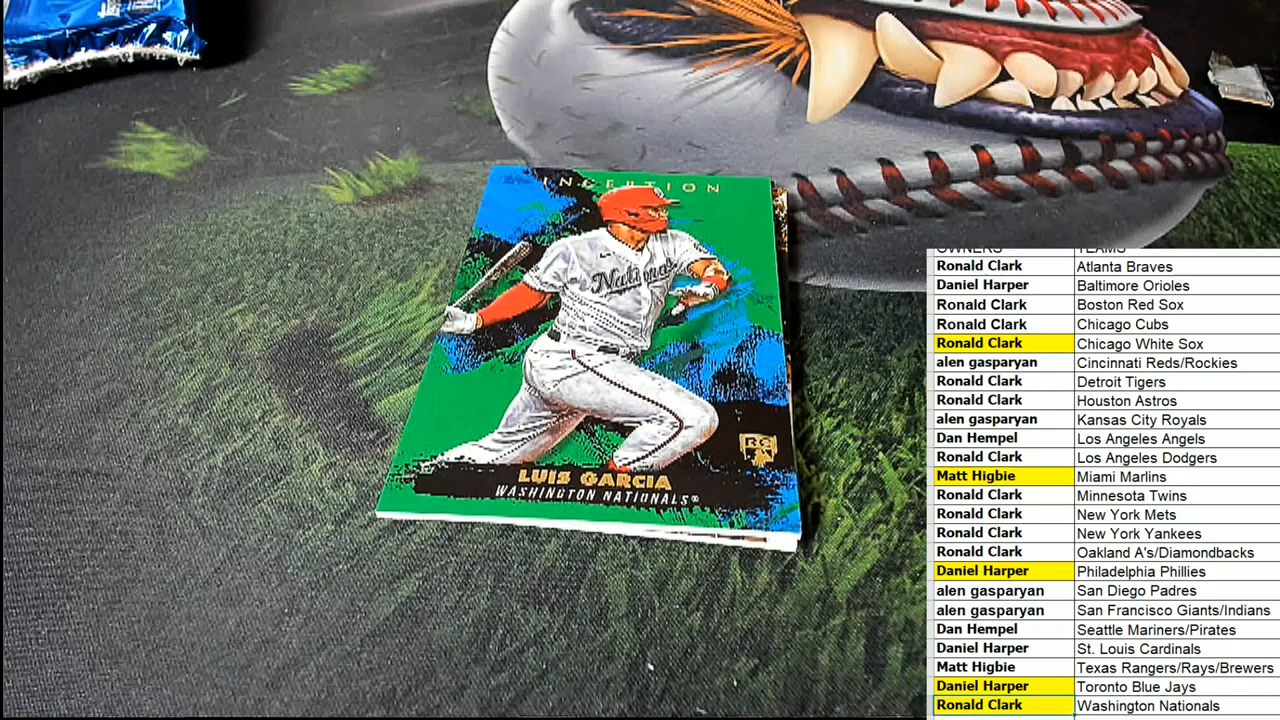 INCEPTION
Nationals
RC
LUIS GARCIA
WASHINGTON NATIONALS®
OWNERS TEAMS
Ronald Clark Atlanta Braves
Daniel Harper Baltimore Orioles
Ronald Clark Boston Red Sox
Ronald Clark Chicago Cubs
Ronald Clark Chicago White Sox
alen gasparyan Cincinnati Reds/Rockies
Ronald Clark Detroit Tigers
Ronald Clark Houston Astros
alen gasparyan Kansas City Royals
Dan Hempel Los Angeles Angels
Ronald Clark Los Angeles Dodgers
Matt Higbie Miami Marlins
Ronald Clark Minnesota Twins
Ronald Clark New York Mets
Ronald Clark New York Yankees
Ronald Clark Oakland A's/Diamondbacks
Daniel Harper Philadelphia Phillies
alen gasparyan San Diego Padres
alen gasparyan San Francisco Giants/Indians
Dan Hempel Seattle Mariners/Pirates
Daniel Harper St. Louis Cardinals
Matt Higbie Texas Rangers/Rays/Brewers
Daniel Harper Toronto Blue Jays
Ronald Clark Washington Nationals